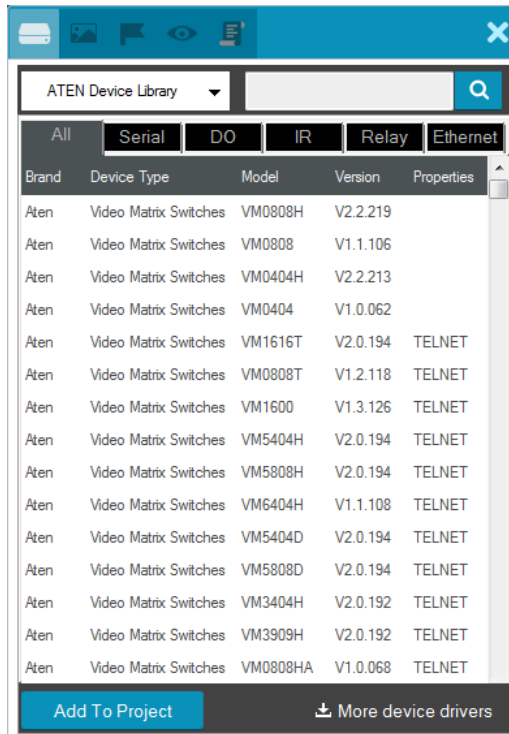 ATEN Device Library
All Serial DO IR Relay Ethernet
Brand Device Type Model Version Properties
Aten Video Matrix Switches VM0808H V2.2.219
Aten Video Matrix Switches VM0808 V1.1.106
Aten Video Matrix Switches VM0404H V2.2.213
Aten Video Matrix Switches VM0404 V1.0.062
Aten Video Matrix Switches VM1616T V2.0.194 TELNET
Aten Video Matrix Switches VM0808T V1.2.118 TELNET
Aten Video Matrix Switches VM1600 V1.3.126 TELNET
Aten Video Matrix Switches VM5404H V2.0.194 TELNET
Aten Video Matrix Switches VM5808H V2.0.194 TELNET
Aten Video Matrix Switches VM6404H V1.1.108 TELNET
Aten Video Matrix Switches VM5404D V2.0.194 TELNET
Aten Video Matrix Switches VM5808D V2.0.194 TELNET
Aten Video Matrix Switches VM3404H V2.0.192 TELNET
Aten Video Matrix Switches VM3909H V2.0.192 TELNET
Aten Video Matrix Switches VM0808HA V1.0.068 TELNET
Add To Project More device drivers